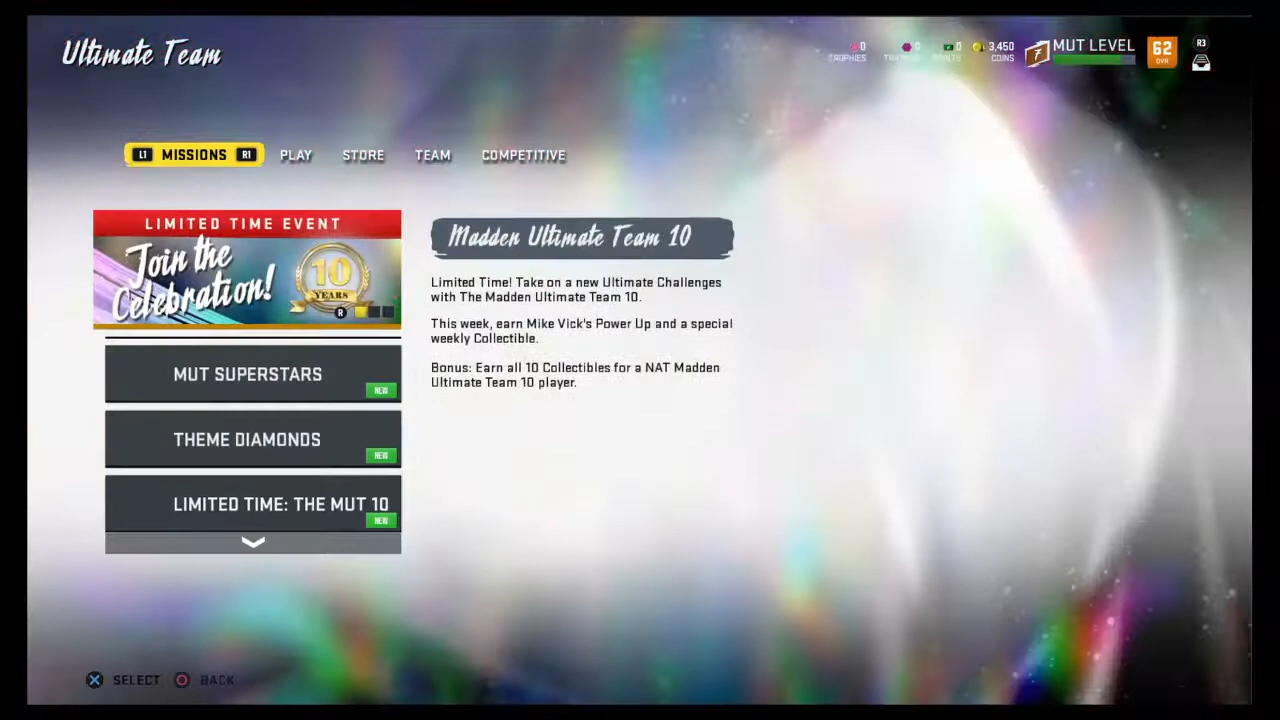 Ultimate Team
0
TROPHIES
0
0
3,450
COINS
7
MUT LEVEL
62
OVR
R3
L1 MISSIONS R1 PLAY STORE TEAM COMPETITIVE
LIMITED TIME EVENT
Join the
Celebration!
10
YEARS
R
Madden Ultimate Team 10
Limited Time! Take on a new Ultimate Challenges
with The Madden Ultimate Team 10.
This week, earn Mike Vick's Power Up and a special
weekly Collectible.
Bonus: Earn all 10 Collectibles for a NAT Madden
Ultimate Team 10 player.
MUT SUPERSTARS
NEW
THEME DIAMONDS
NEW
LIMITED TIME: THE MUT 10
NEW
SELECT BACK